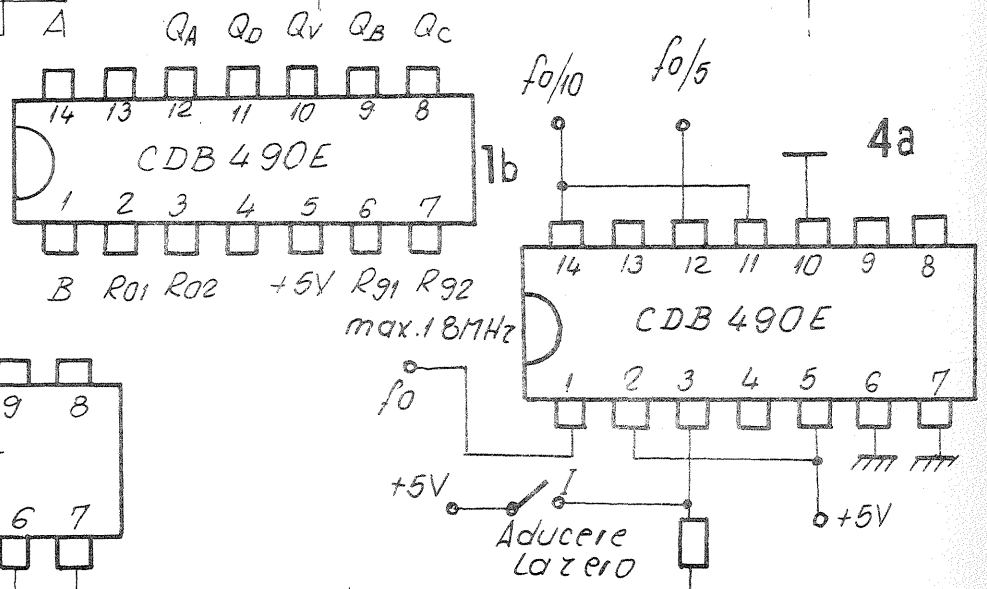 A QA QD QV QB QC
14 13 12 11 10 9 8
CDB 490E
1b
1 2 3 4 5 6 7
B R01 R02 +5V R91 R92
9 8
6 7
f0/10 f0/5
4a
14 13 12 11 10 9 8
CDB 490E
1 2 3 4 5 6 7
max. 18MHz
f0
+5V I
Aducere
La zero
+5V